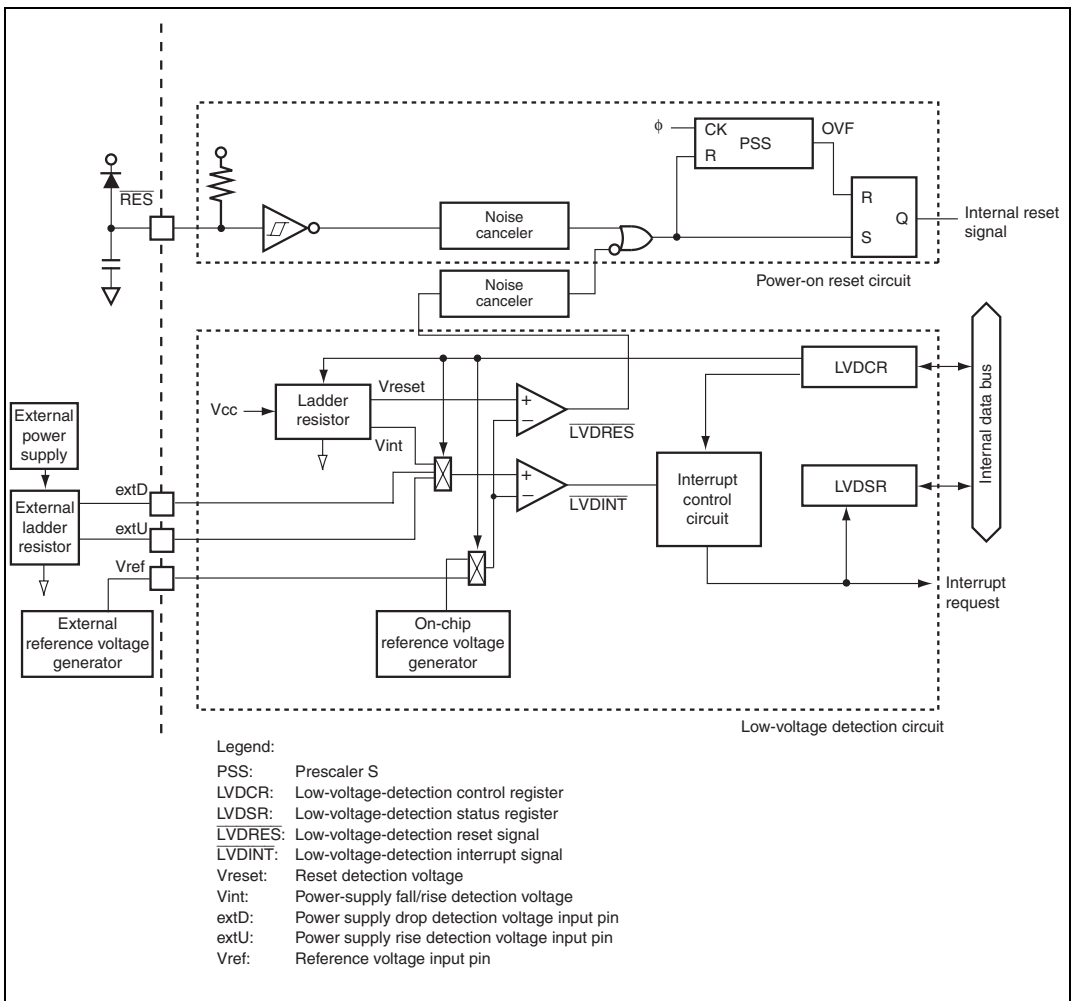 φ
CK
PSS
R
OVF
R
S
Q
Internal reset
signal
RES
Noise
canceler
Power-on reset circuit
Noise
canceler
LVDCR
Vcc
Ladder
resistor
Vreset
Vint
+
−
LVDRES
+
−
LVDINT
Interrupt
control
circuit
LVDSR
Internal data bus
External
power
supply
External
ladder
resistor
extD
extU
Vref
External
reference voltage
generator
On-chip
reference voltage
generator
Interrupt
request
Low-voltage detection circuit
Legend:
PSS: Prescaler S
LVDCR: Low-voltage-detection control register
LVDSR: Low-voltage-detection status register
LVDRES: Low-voltage-detection reset signal
LVDINT: Low-voltage-detection interrupt signal
Vreset: Reset detection voltage
Vint: Power-supply fall/rise detection voltage
extD: Power supply drop detection voltage input pin
extU: Power supply rise detection voltage input pin
Vref: Reference voltage input pin